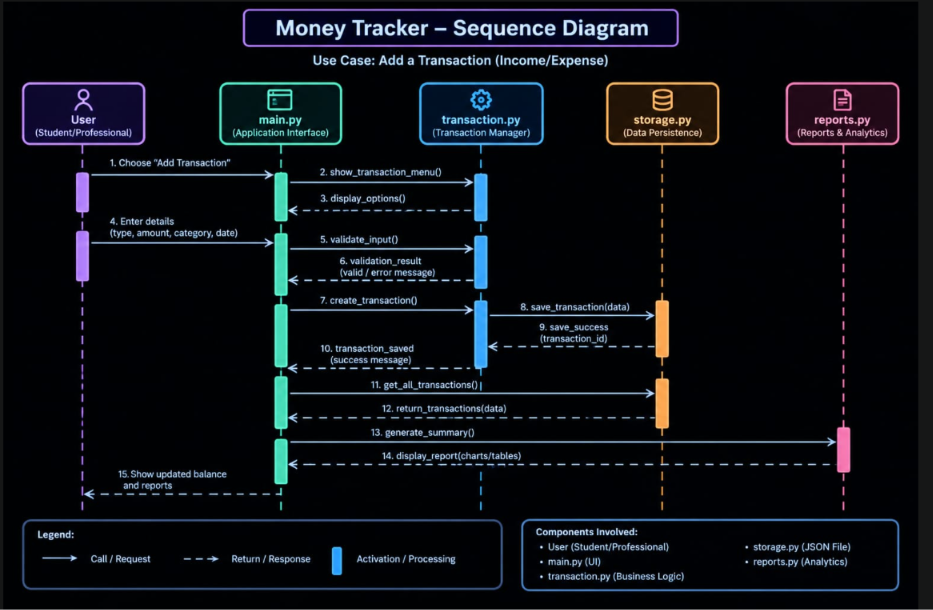 Money Tracker – Sequence Diagram
Use Case: Add a Transaction (Income/Expense)
User
(Student/Professional)
main.py
(Application Interface)
transaction.py
(Transaction Manager)
storage.py
(Data Persistence)
reports.py
(Reports & Analytics)
1. Choose "Add Transaction"
2. show_transaction_menu()
3. display_options()
4. Enter details
(type, amount, category, date)
5. validate_input()
6. validation_result
(valid / error message)
7. create_transaction()
8. save_transaction(data)
9. save_success
(transaction_id)
10. transaction_saved
(success message)
11. get_all_transactions()
12. return_transactions(data)
13. generate_summary()
14. display_report(charts/tables)
15. Show updated balance
and reports
Legend:
Call / Request
Return / Response
Activation / Processing
Components Involved:
• User (Student/Professional)
• main.py (UI)
• transaction.py (Business Logic)
• storage.py (JSON File)
• reports.py (Analytics)